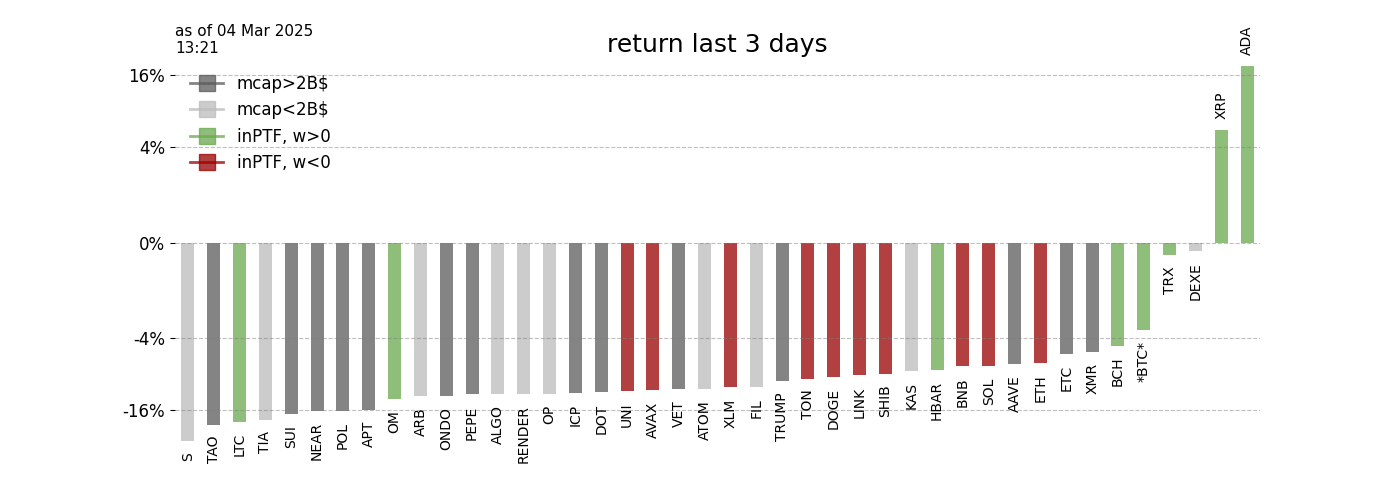 as of 04 Mar 2025
13:21
return last 3 days
16%
4%
0%
-4%
-16%
mcap>2B$
mcap<2B$
inPTF, w>0
inPTF, w<0
S
TAO
LTC
TIA
SUI
NEAR
POL
APT
OM
ARB
ONDO
PEPE
ALGO
RENDER
OP
ICP
DOT
UNI
AVAX
VET
ATOM
XLM
FIL
TRUMP
TON
DOGE
LINK
SHIB
KAS
HBAR
BNB
SOL
AAVE
ETH
ETC
XMR
BCH
*BTC*
TRX
DEXE
XRP
ADA